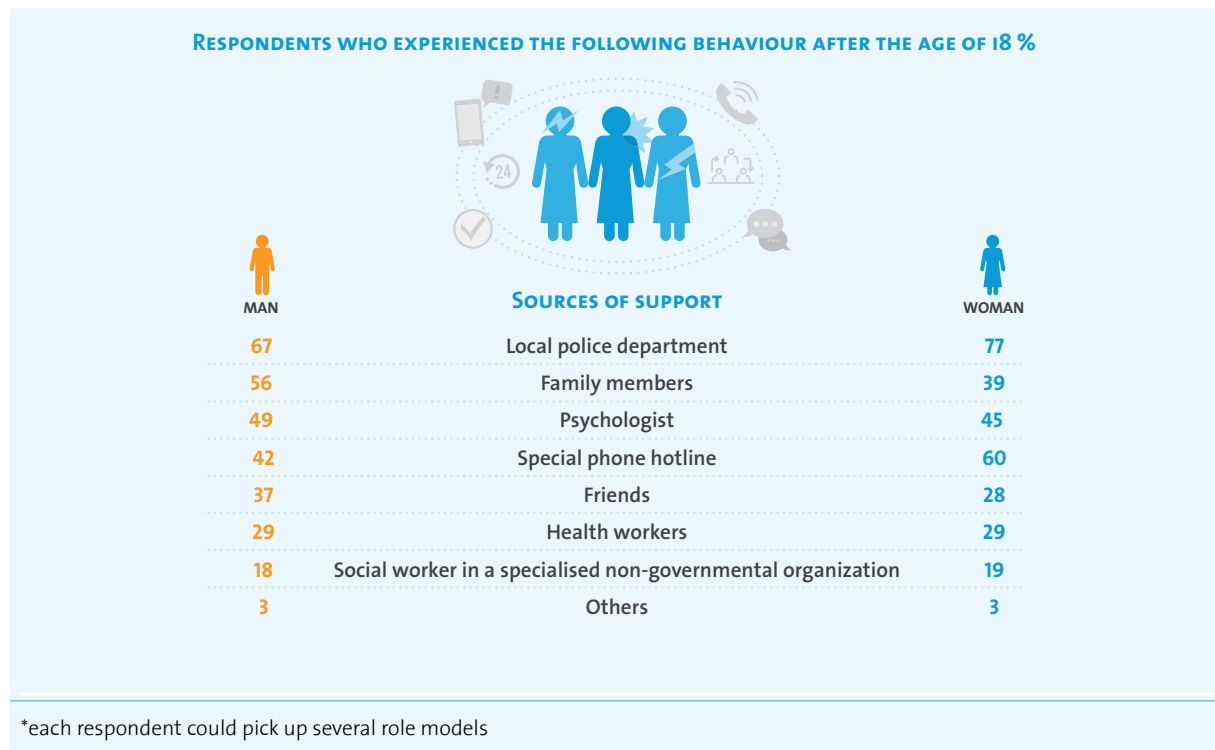 Respondents who experienced the following behaviour after the age of 18 %
!
24
MAN
Sources of support
WOMAN
67 Local police department 77
56 Family members 39
49 Psychologist 45
42 Special phone hotline 60
37 Friends 28
29 Health workers 29
18 Social worker in a specialised non-governmental organization 19
3 Others 3
*each respondent could pick up several role models